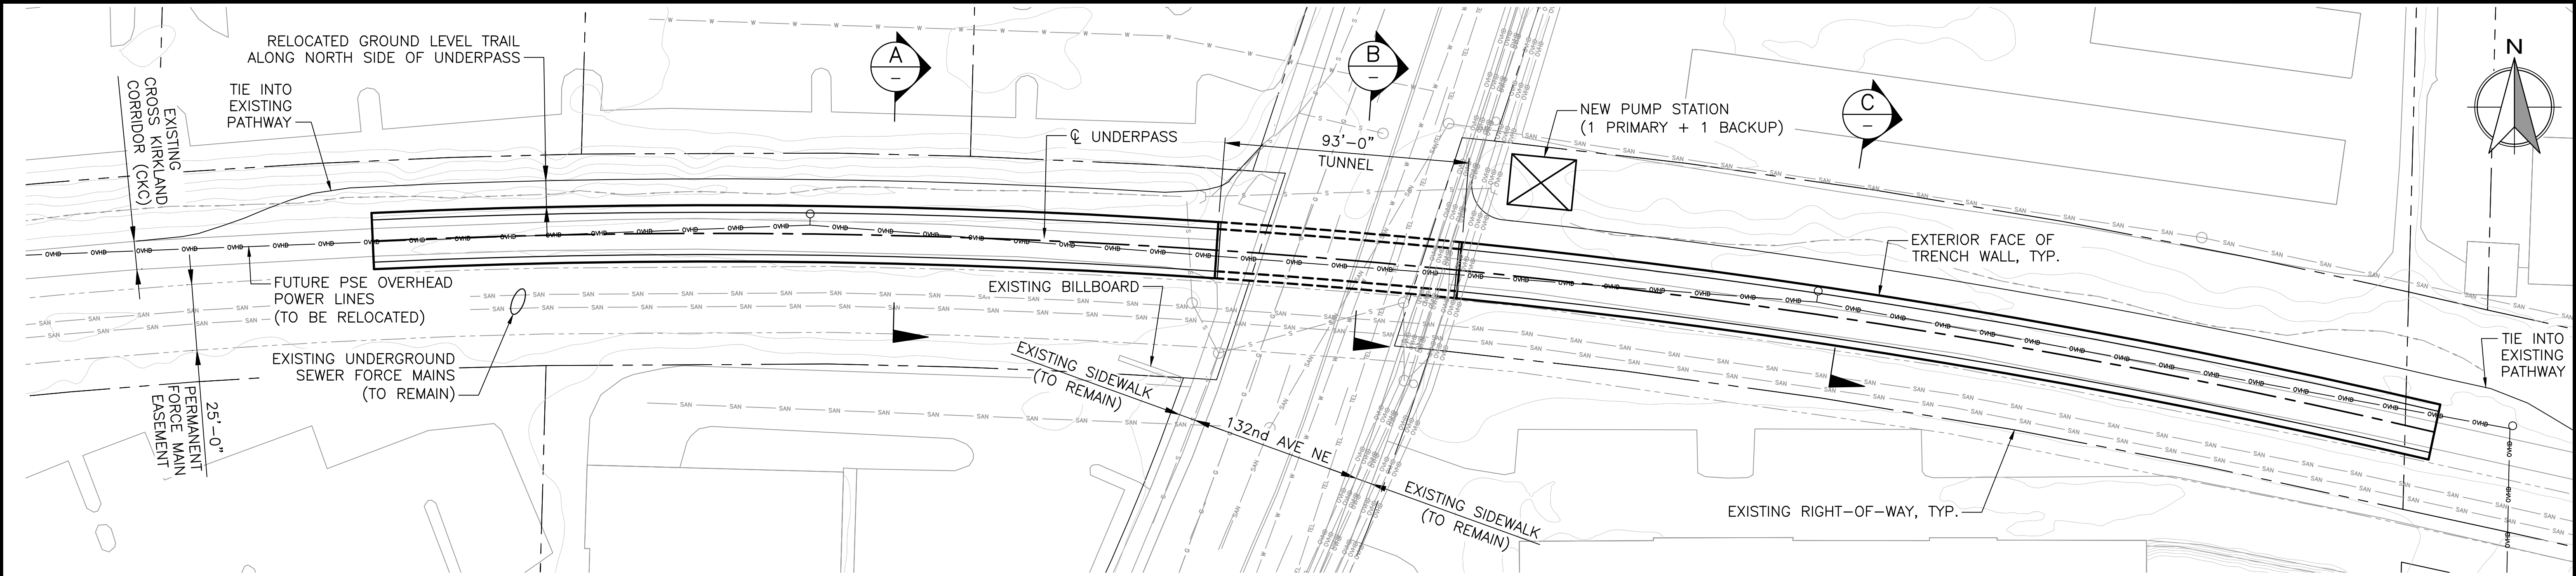 RELOCATED GROUND LEVEL TRAIL
ALONG NORTH SIDE OF UNDERPASS
TIE INTO
EXISTING
PATHWAY
EXISTING
CROSS KIRKLAND
CORRIDOR (CKC)
A
–
B
–
C
–
N
℄ UNDERPASS
93'-0"
TUNNEL
NEW PUMP STATION
(1 PRIMARY + 1 BACKUP)
EXTERIOR FACE OF
TRENCH WALL, TYP.
FUTURE PSE OVERHEAD
POWER LINES
(TO BE RELOCATED)
EXISTING BILLBOARD
EXISTING UNDERGROUND
SEWER FORCE MAINS
(TO REMAIN)
25'-0"
PERMANENT
FORCE MAIN
EASEMENT
EXISTING SIDEWALK
(TO REMAIN)
132nd AVE NE
EXISTING SIDEWALK
(TO REMAIN)
TIE INTO
EXISTING
PATHWAY
EXISTING RIGHT-OF-WAY, TYP.